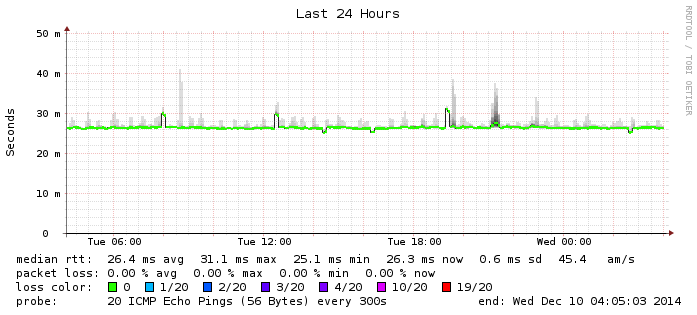 Last 24 Hours
RRDTOOL / TOBI OETIKER
Seconds
50 m
40 m
30 m
20 m
10 m
0
Tue 06:00 Tue 12:00 Tue 18:00 Wed 00:00
median rtt: 26.4 ms avg 31.1 ms max 25.1 ms min 26.3 ms now 0.6 ms sd 45.4 am/s
packet loss: 0.00 % avg 0.00 % max 0.00 % min 0.00 % now
loss color: 0 1/20 2/20 3/20 4/20 10/20 19/20
probe: 20 ICMP Echo Pings (56 Bytes) every 300s end: Wed Dec 10 04:05:03 2014